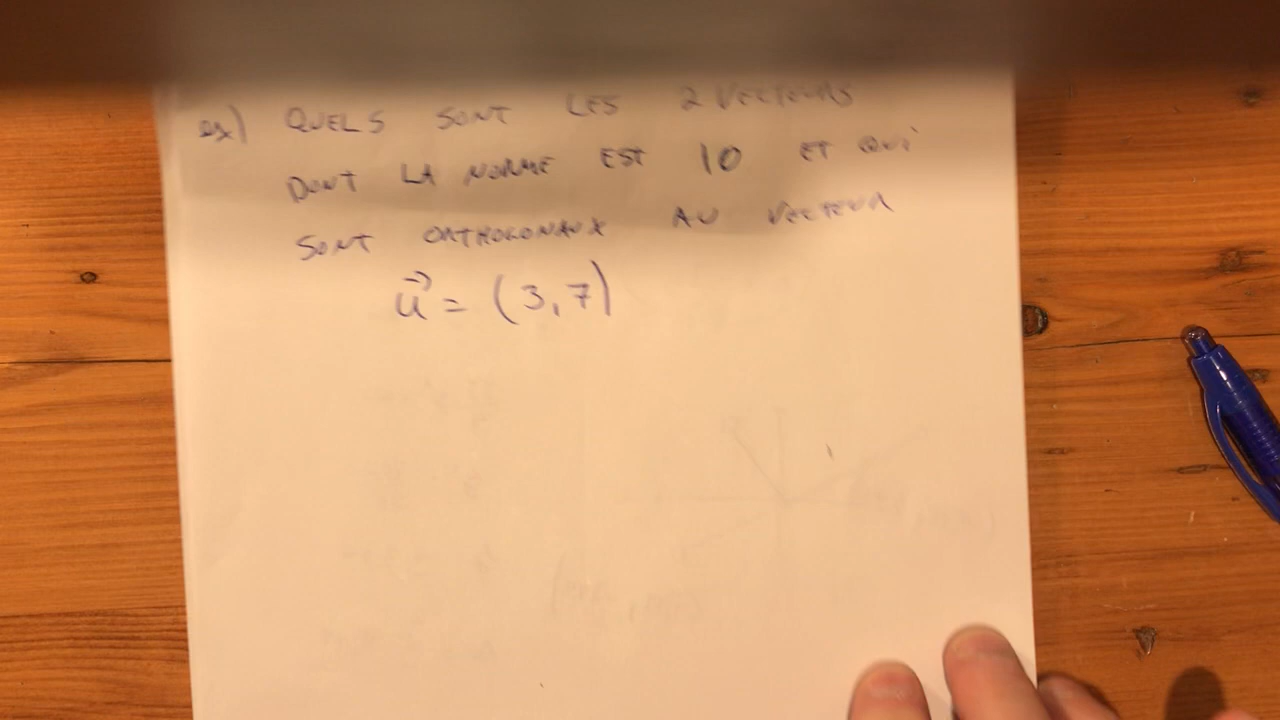 ex) QUELS SONT LES 2 VECTEURS
DONT LA NORME EST 10 ET QUI
SONT ORTHOGONAUX AU VECTEUR
u⃗ = (3,7)